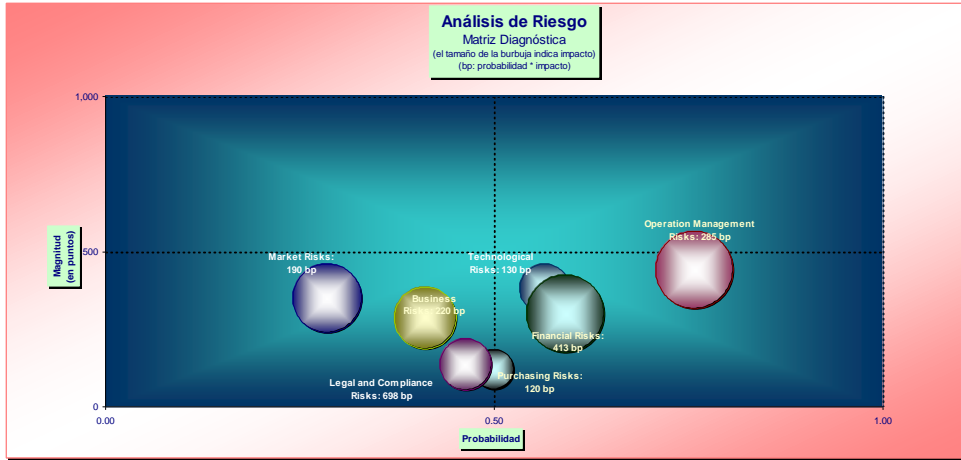 Análisis de Riesgo
Matriz Diagnóstica
(el tamaño de la burbuja indica impacto)
(bp: probabilidad * impacto)
1,000
Operation Management
Risks: 285 bp
Magnitud
(en puntos)
500
Market Risks:
190 bp
Technological
Risks: 130 bp
Business
Risks: 220 bp
Financial Risks:
413 bp
Legal and Compliance
Risks: 698 bp
Purchasing Risks:
120 bp
0
0.00
0.50
1.00
Probabilidad